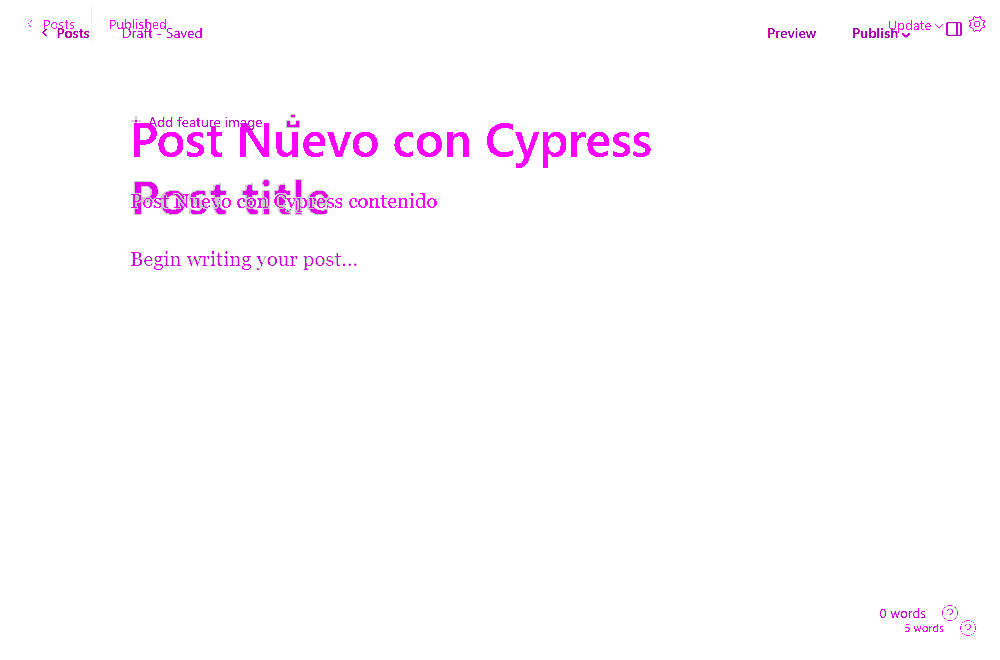 Posts Published
Posts Draft - Saved
Update
Preview Publish
Add feature image
Post Nuevo con Cypress
Post title
Post Nuevo con Cypress contenido
Begin writing your post...
0 words
5 words